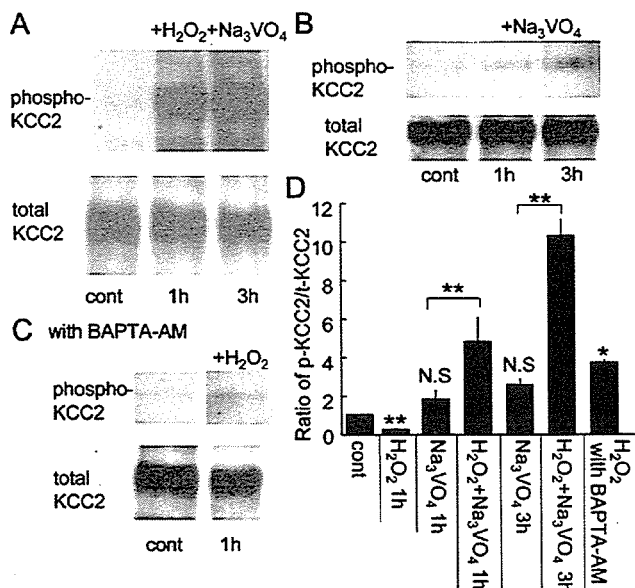 A
+H₂O₂+Na₃VO₄
phospho-
KCC2
total
KCC2
cont 1h 3h
B
+Na₃VO₄
phospho-
KCC2
total
KCC2
cont 1h 3h
C with BAPTA-AM
+H₂O₂
phospho-
KCC2
total
KCC2
cont 1h
D
Ratio of p-KCC2/t-KCC2
12
10
8
6
4
2
0
**
N.S
**
N.S
**
*
cont
H₂O₂ 1h
Na₃VO₄ 1h
H₂O₂+Na₃VO₄ 1h
Na₃VO₄ 3h
H₂O₂+Na₃VO₄ 3h
H₂O₂
with BAPTA-AM